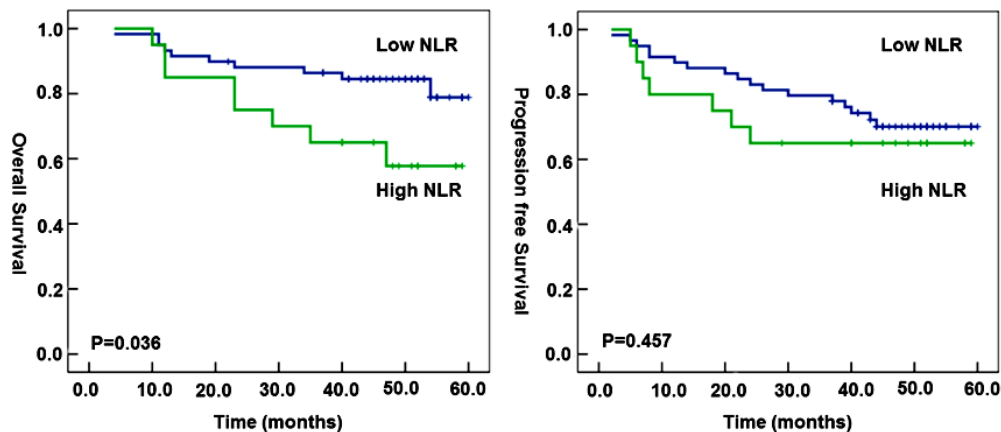 Overall Survival
1.0
0.8
0.6
0.4
0.2
0.0
Low NLR
High NLR
P=0.036
0.0 10.0 20.0 30.0 40.0 50.0 60.0
Time (months)
Progression free Survival
1.0
0.8
0.6
0.4
0.2
0.0
Low NLR
High NLR
P=0.457
0.0 10.0 20.0 30.0 40.0 50.0 60.0
Time (months)